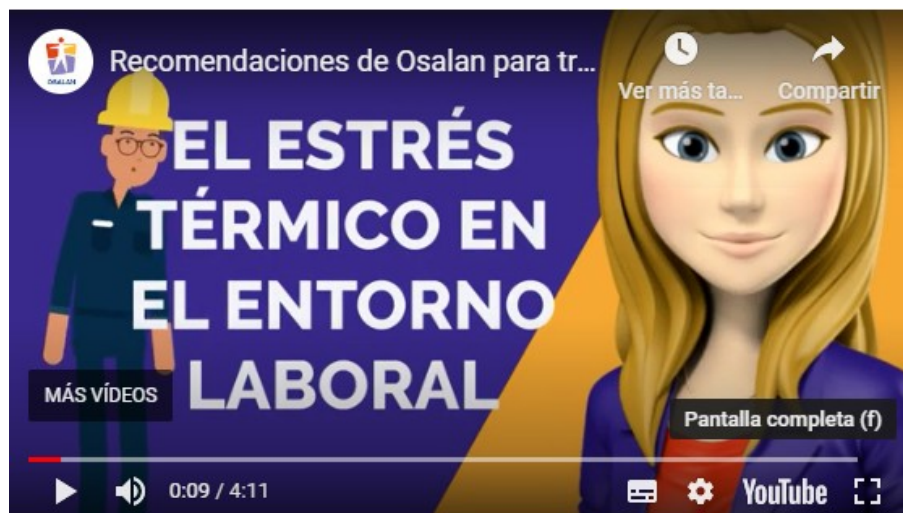 OSALAN
Recomendaciones de Osalan para tr...
Ver más ta...
Compartir
EL ESTRÉS
TÉRMICO EN
EL ENTORNO
LABORAL
MÁS VÍDEOS
Pantalla completa (f)
0:09 / 4:11
YouTube